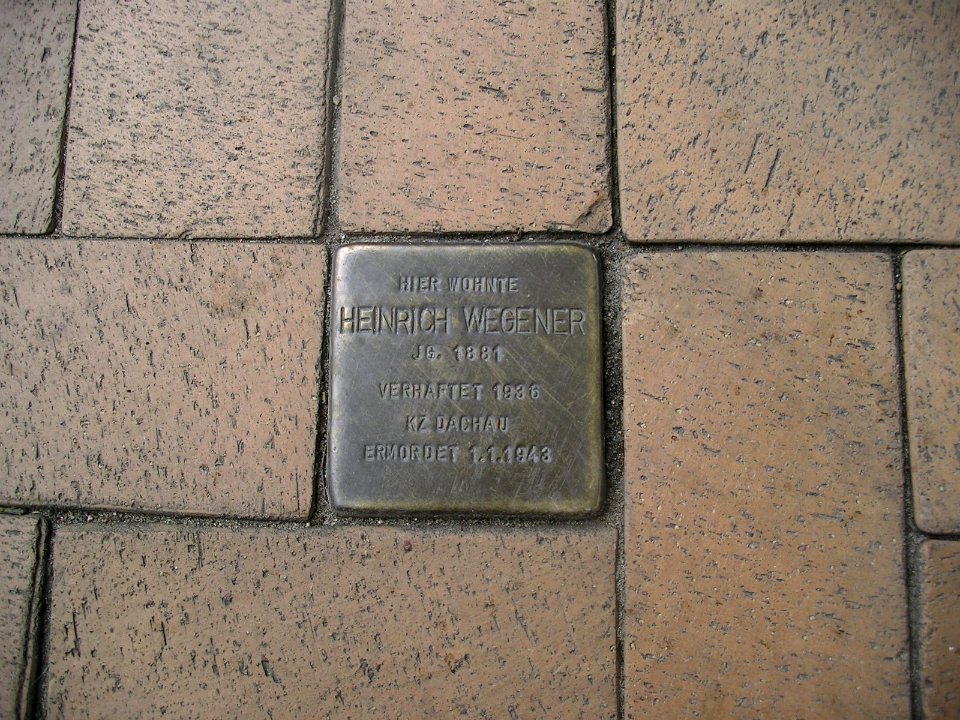 HIER WOHNTE
HEINRICH WEGENER
JG. 1881
VERHAFTET 1936
KZ DACHAU
ERMORDET 1.1.1943